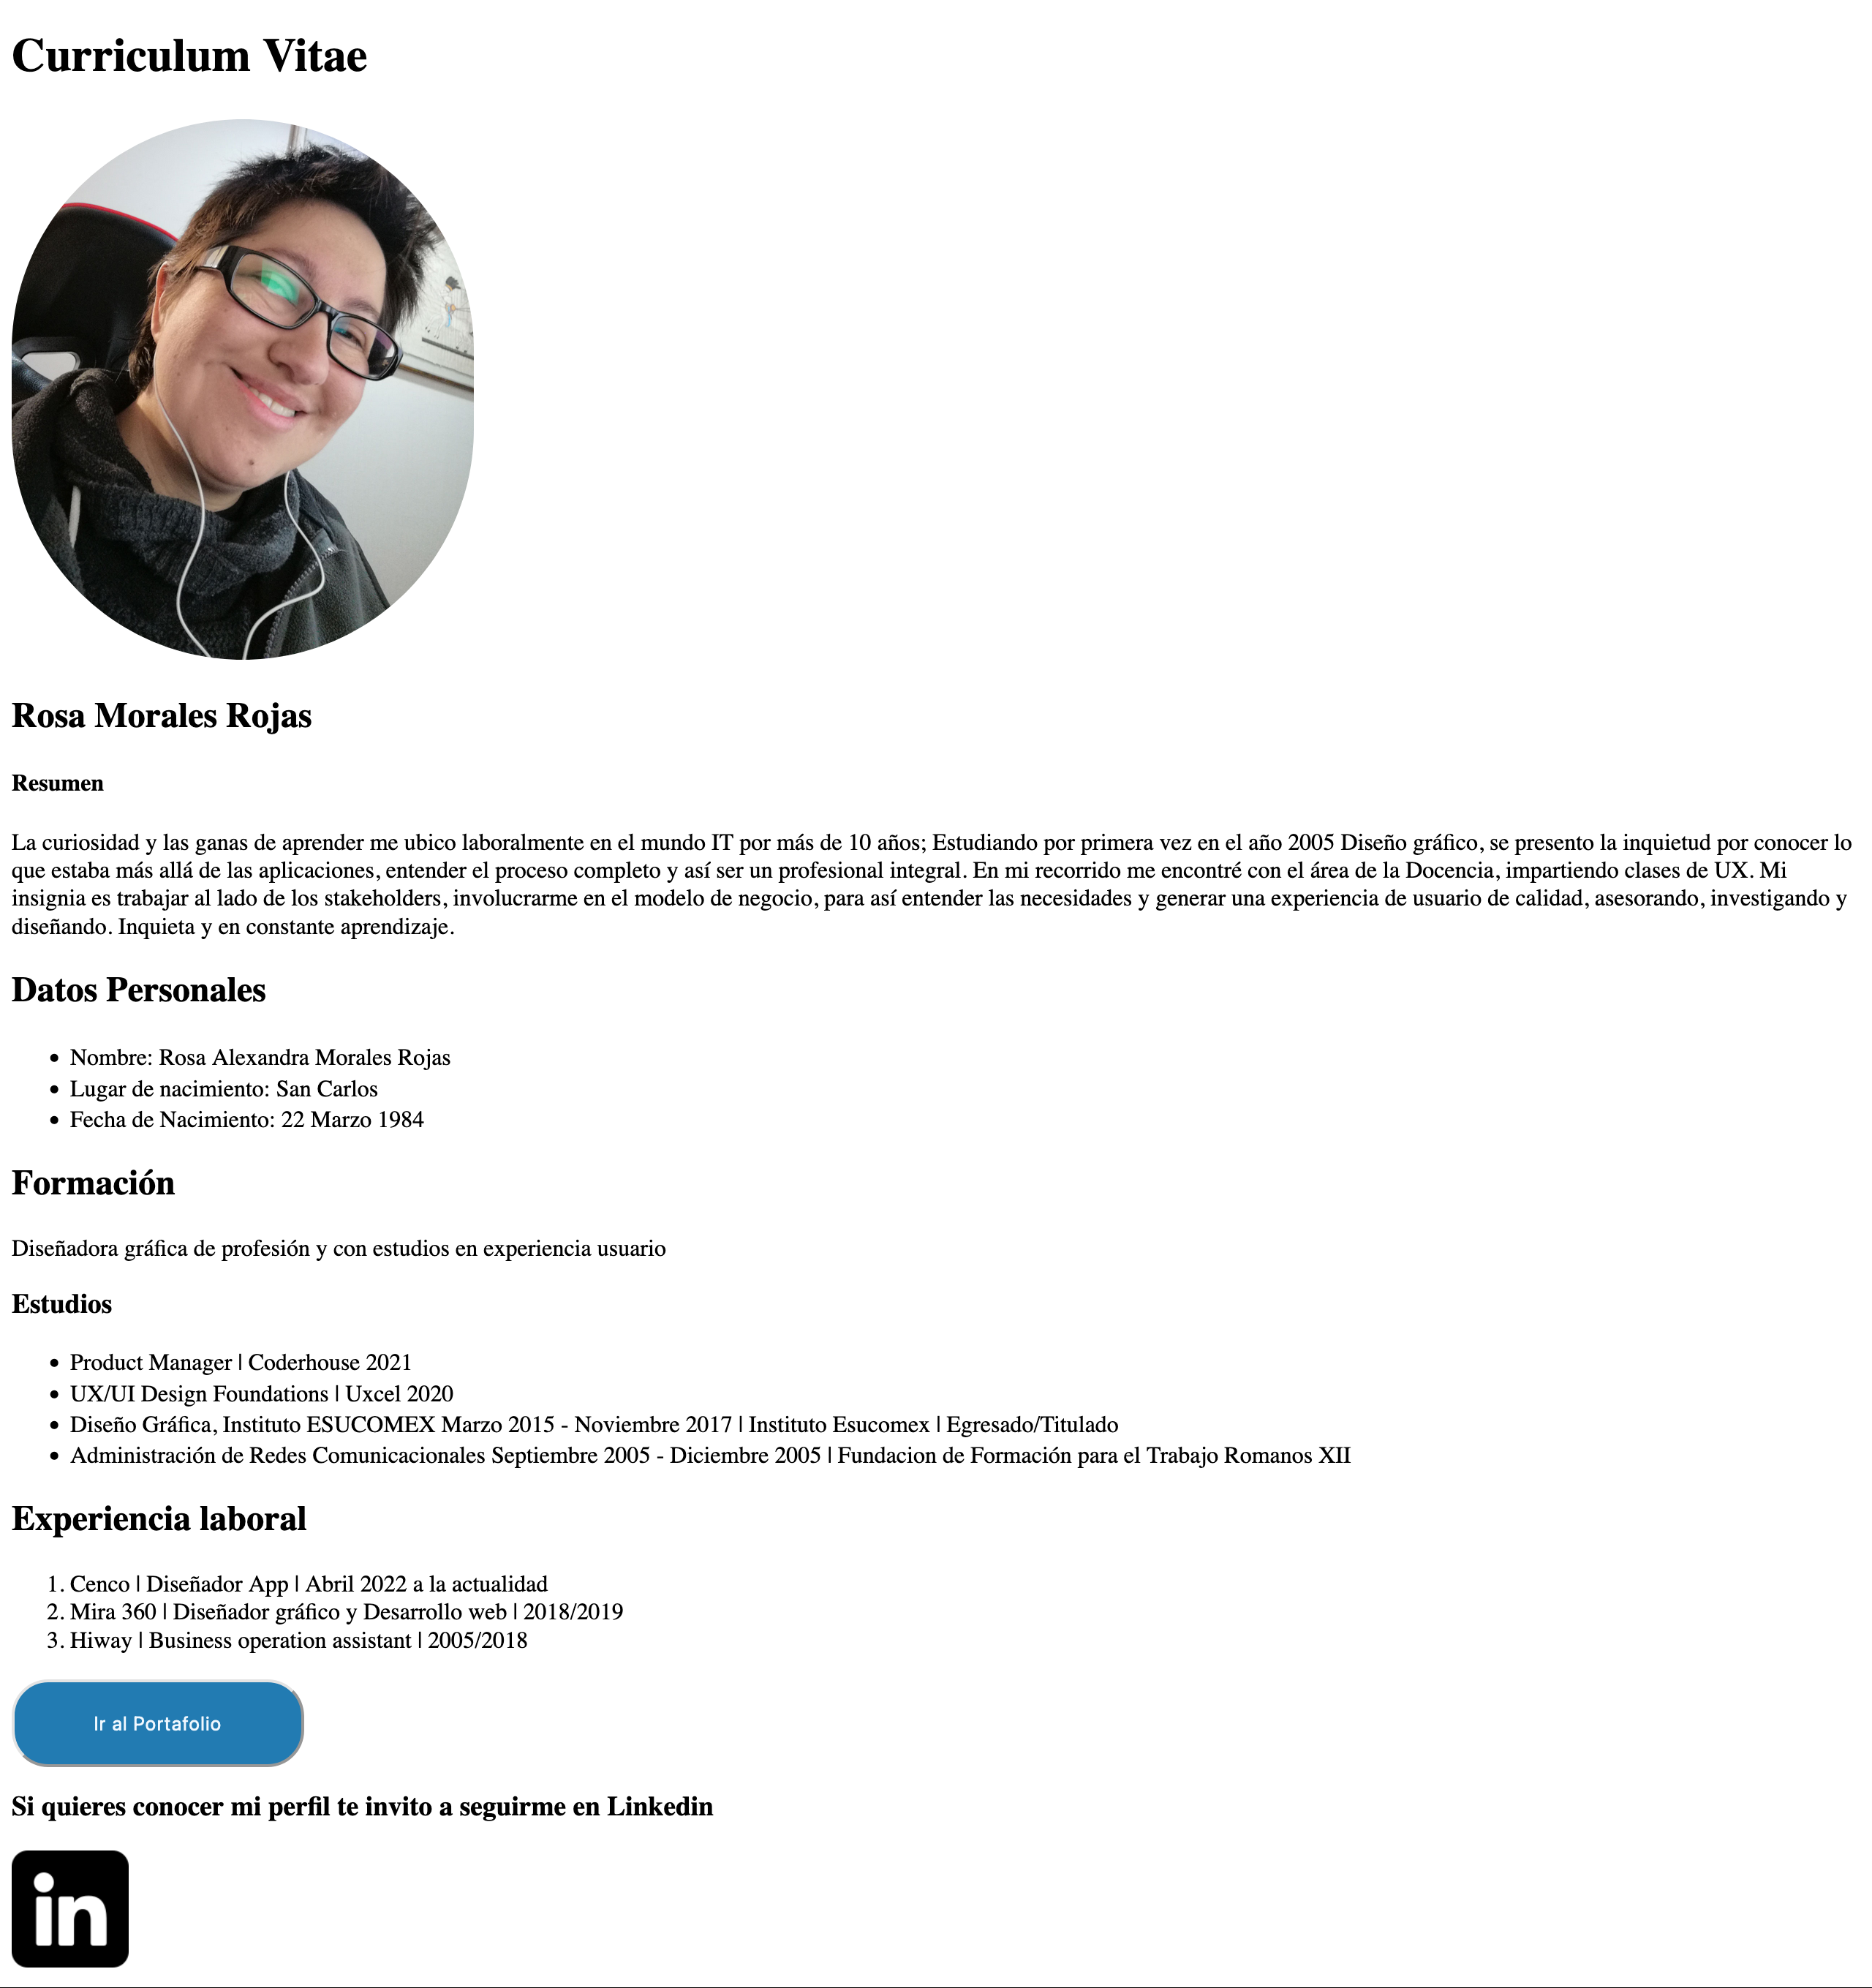 Curriculum Vitae
Rosa Morales Rojas
Resumen
La curiosidad y las ganas de aprender me ubico laboralmente en el mundo IT por más de 10 años; Estudiando por primera vez en el año 2005 Diseño gráfico, se presento la inquietud por conocer lo
que estaba más allá de las aplicaciones, entender el proceso completo y así ser un profesional integral. En mi recorrido me encontré con el área de la Docencia, impartiendo clases de UX. Mi
insignia es trabajar al lado de los stakeholders, involucrarme en el modelo de negocio, para así entender las necesidades y generar una experiencia de usuario de calidad, asesorando, investigando y
diseñando. Inquieta y en constante aprendizaje.
Datos Personales
• Nombre: Rosa Alexandra Morales Rojas
• Lugar de nacimiento: San Carlos
• Fecha de Nacimiento: 22 Marzo 1984
Formación
Diseñadora gráfica de profesión y con estudios en experiencia usuario
Estudios
• Product Manager | Coderhouse 2021
• UX/UI Design Foundations | Uxcel 2020
• Diseño Gráfica, Instituto ESUCOMEX Marzo 2015 - Noviembre 2017 | Instituto Esucomex | Egresado/Titulado
• Administración de Redes Comunicacionales Septiembre 2005 - Diciembre 2005 | Fundacion de Formación para el Trabajo Romanos XII
Experiencia laboral
1. Cenco | Diseñador App | Abril 2022 a la actualidad
2. Mira 360 | Diseñador gráfico y Desarrollo web | 2018/2019
3. Hiway | Business operation assistant | 2005/2018
Ir al Portafolio
Si quieres conocer mi perfil te invito a seguirme en Linkedin
in